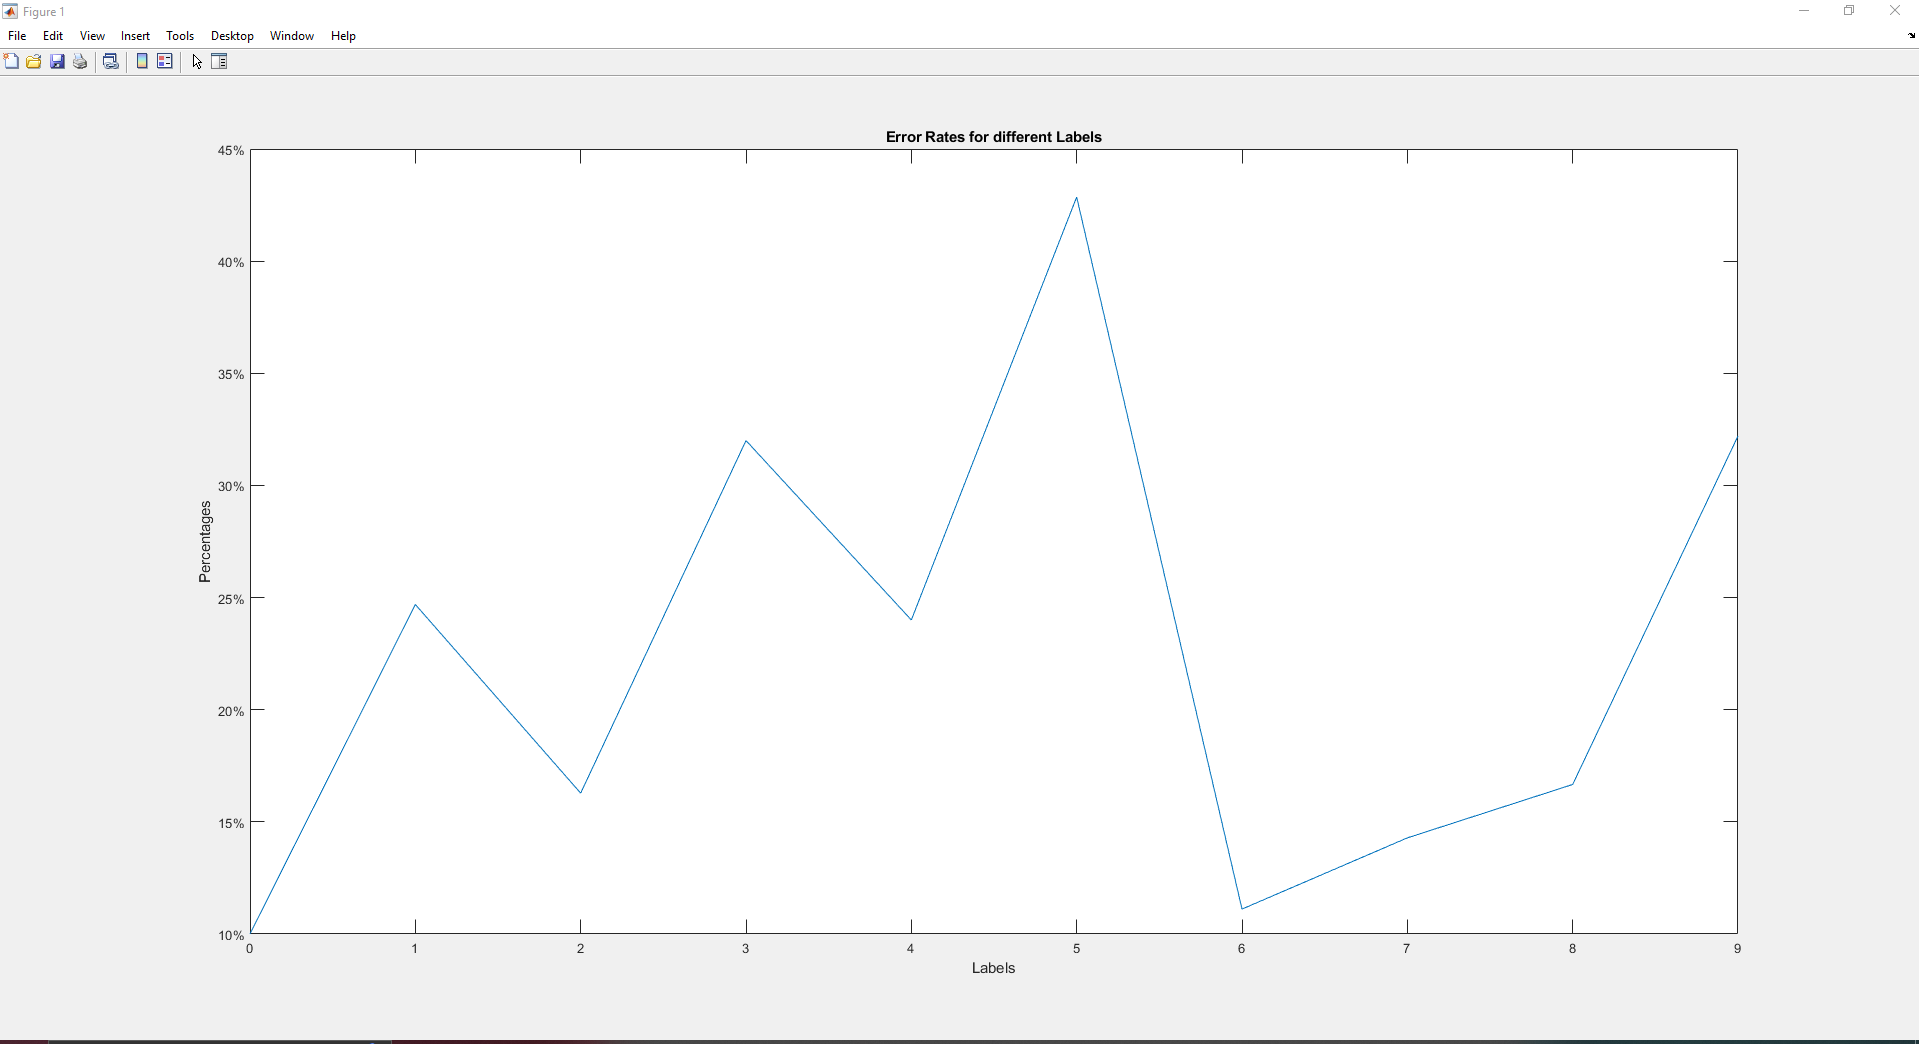 Figure 1
File Edit View Insert Tools Desktop Window Help
Error Rates for different Labels
45%
40%
35%
30%
25%
20%
15%
10%
Percentages
0 1 2 3 4 5 6 7 8 9
Labels